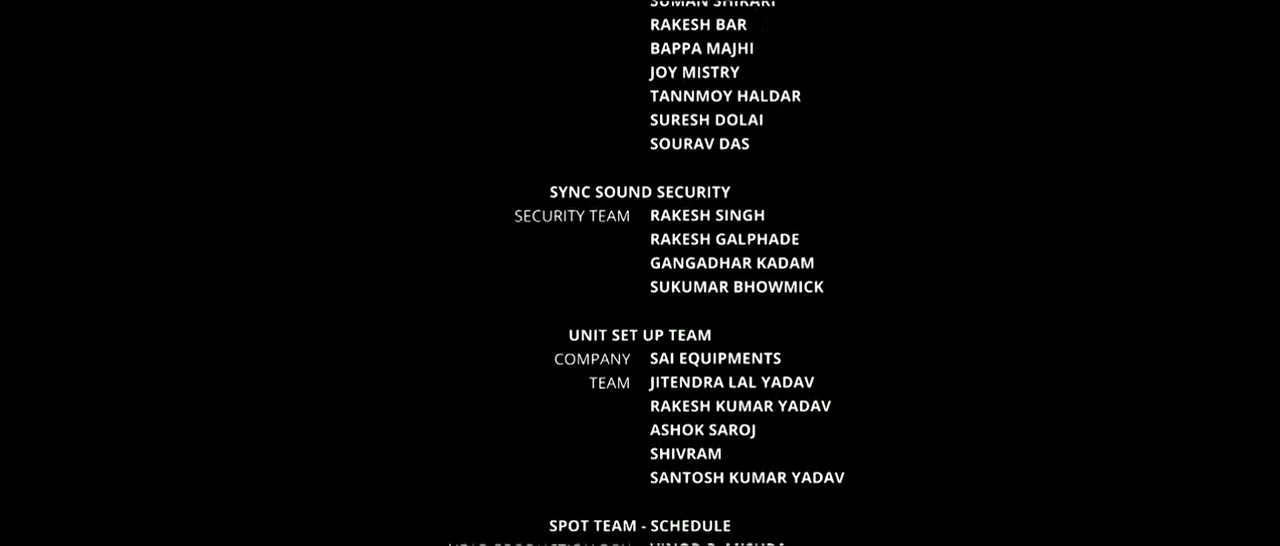 SUMAN SHIKARI
RAKESH BAR
BAPPA MAJHI
JOY MISTRY
TANNMOY HALDAR
SURESH DOLAI
SOURAV DAS
SYNC SOUND SECURITY
SECURITY TEAM RAKESH SINGH
RAKESH GALPHADE
GANGADHAR KADAM
SUKUMAR BHOWMICK
UNIT SET UP TEAM
COMPANY SAI EQUIPMENTS
TEAM JITENDRA LAL YADAV
RAKESH KUMAR YADAV
ASHOK SAROJ
SHIVRAM
SANTOSH KUMAR YADAV
SPOT TEAM - SCHEDULE